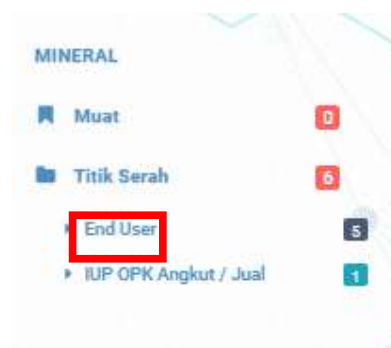 MINERAL
Muat 0
Titik Serah 6
End User 5
IUP OPK Angkut / Jual 1